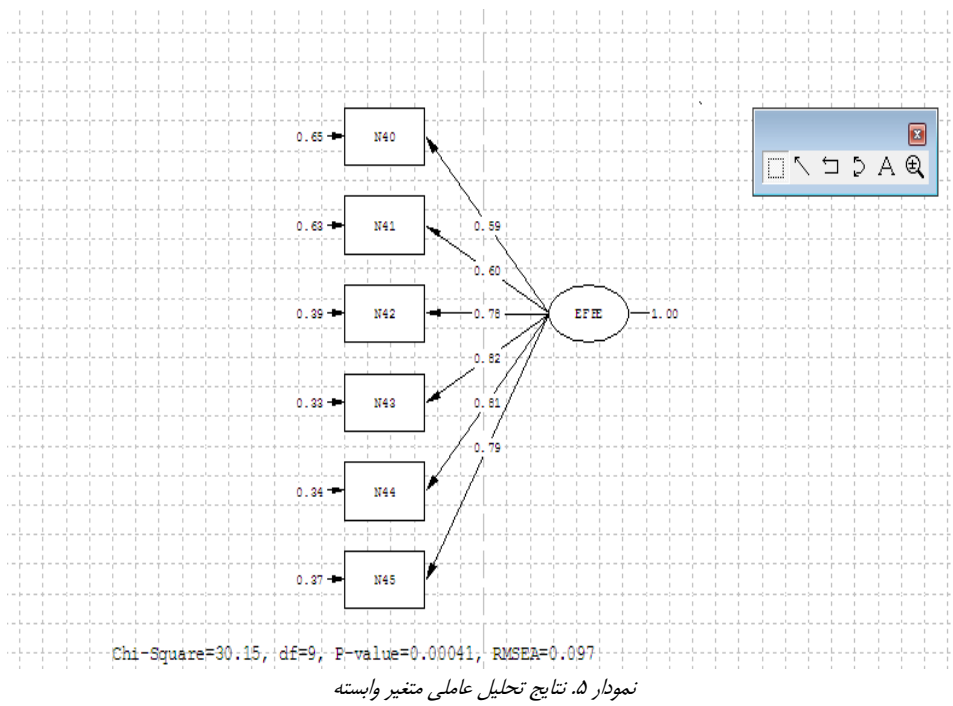 x
A
0.65 N40
0.59
0.63 N41
0.60
0.39 N42 0.78 EFEE 1.00
0.82
0.33 N43 0.81
0.79
0.34 N44
0.37 N45
Chi-Square=30.15, df=9, P-value=0.00041, RMSEA=0.097
نمودار ۵. نتایج تحلیل عاملی متغیر وابسته